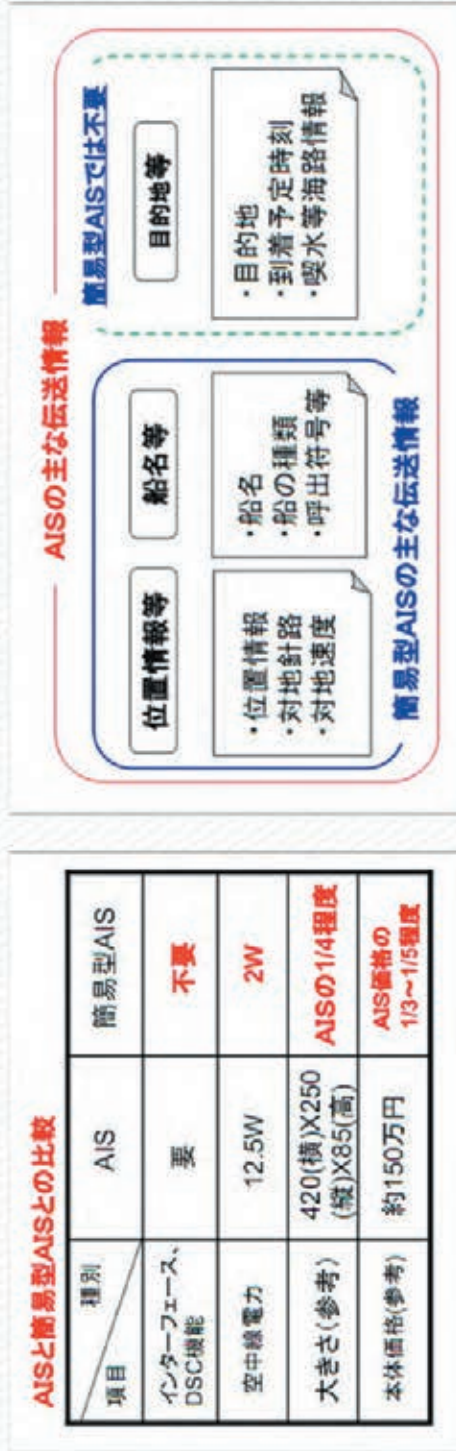 AISと簡易型AISとの比較
項目 種別 AIS 簡易型AIS
インターフェース、
DSC機能 要 不要
空中線電力 12.5W 2W
大きさ(参考) 420(横)X250
(縦)X85(高) AISの1/4程度
本体価格(参考) 約150万円 AIS価格の
1/3～1/5程度
AISの主な伝送情報
簡易型AISでは不要
位置情報等
・位置情報
・対地針路
・対地速度
船名等
・船名
・船の種類
・呼出符号等
目的地等
・目的地
・到着予定時刻
・喫水等海路情報
簡易型AISの主な伝送情報